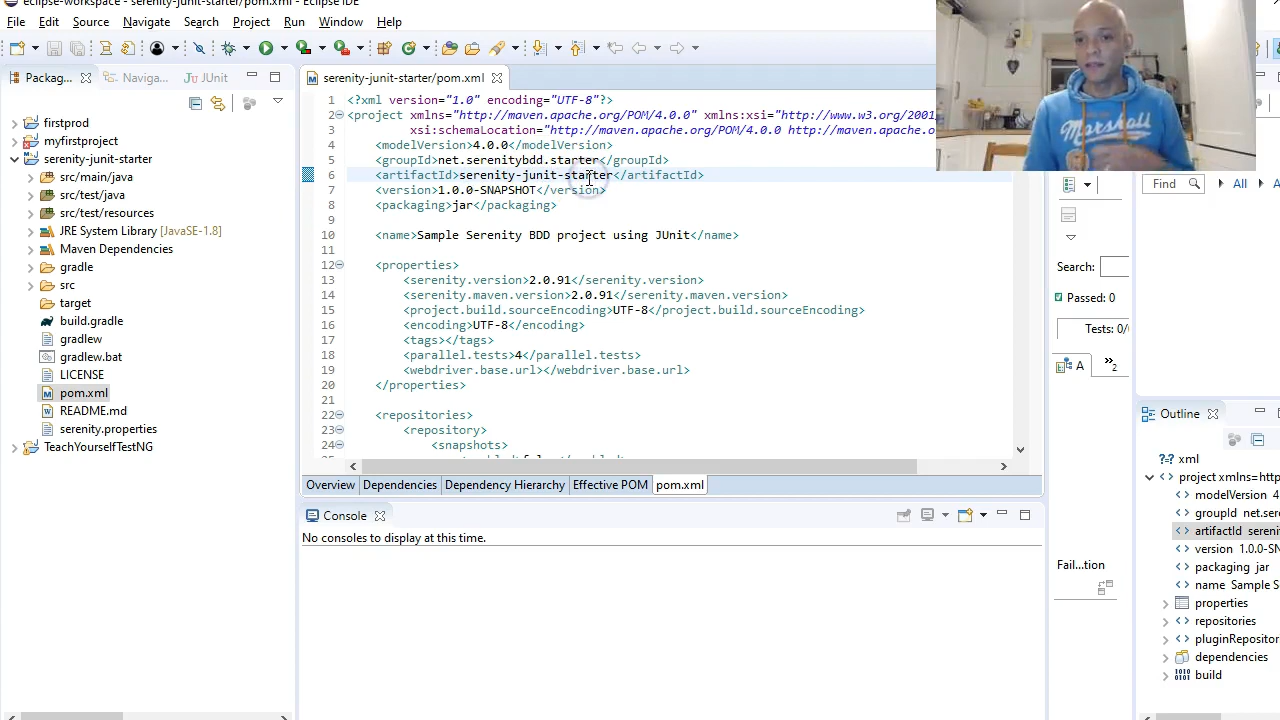 eclipse-workspace - serenity-junit-starter/pom.xml - Eclipse IDE
File Edit Source Navigate Search Project Run Window Help
Packag... Naviga... JUnit
firstprod
myfirstproject
serenity-junit-starter
src/main/java
src/test/java
src/test/resources
JRE System Library [JavaSE-1.8]
Maven Dependencies
gradle
src
target
build.gradle
gradlew
gradlew.bat
LICENSE
pom.xml
README.md
serenity.properties
TeachYourselfTestNG
serenity-junit-starter/pom.xml
1 <?xml version="1.0" encoding="UTF-8"?>
2 <project xmlns="http://maven.apache.org/POM/4.0.0" xmlns:xsi="http://www.w3.org/2001,
3 xsi:schemaLocation="http://maven.apache.org/POM/4.0.0 http://maven.apache.o
4 <modelVersion>4.0.0</modelVersion>
5 <groupId>net.serenitybdd.starter</groupId>
6 <artifactId>serenity-junit-starter</artifactId>
7 <version>1.0.0-SNAPSHOT</version>
8 <packaging>jar</packaging>
9
10 <name>Sample Serenity BDD project using JUnit</name>
11
12 <properties>
13 <serenity.version>2.0.91</serenity.version>
14 <serenity.maven.version>2.0.91</serenity.maven.version>
15 <project.build.sourceEncoding>UTF-8</project.build.sourceEncoding>
16 <encoding>UTF-8</encoding>
17 <tags></tags>
18 <parallel.tests>4</parallel.tests>
19 <webdriver.base.url></webdriver.base.url>
20 </properties>
21
22 <repositories>
23 <repository>
24 <snapshots>
Overview Dependencies Dependency Hierarchy Effective POM pom.xml
Console
No consoles to display at this time.
Marshall
Search:
Passed: 0
Tests: 0/
A »2
Fail...tion
Find All A
Outline
?-? xml
project xmlns=http
modelVersion 4
groupId net.sere
artifactId sereni
version 1.0.0-SN
packaging jar
name Sample S
properties
repositories
pluginReposito
dependencies
build